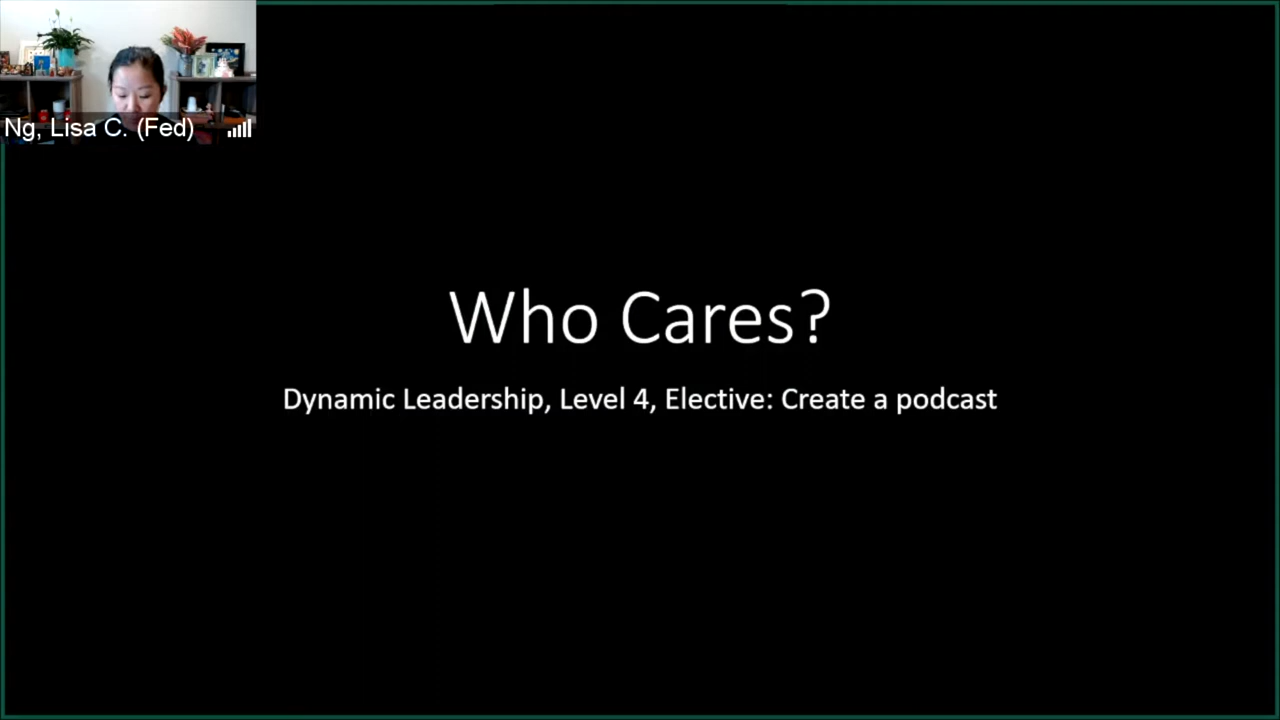 Ng, Lisa C. (Fed)
Who Cares?
Dynamic Leadership, Level 4, Elective: Create a podcast